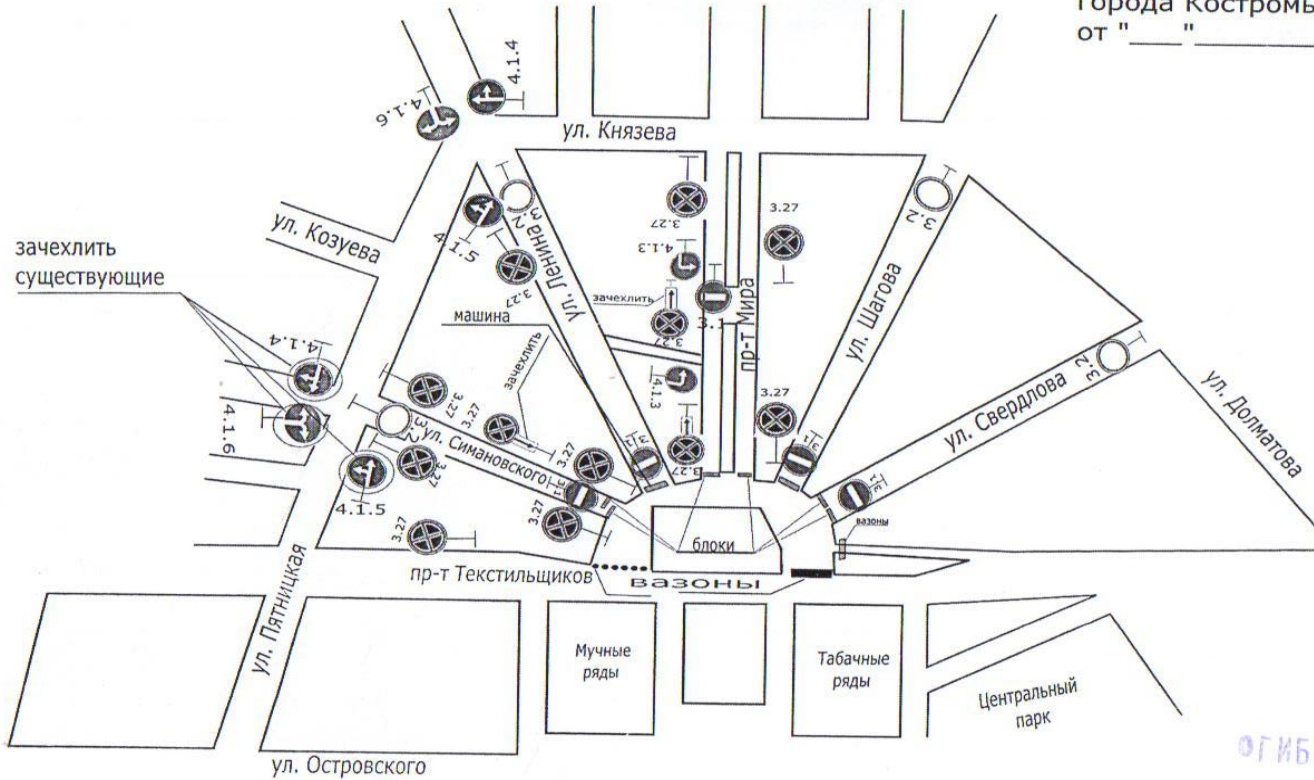 города Костромы
от "___"
4.1.4
4.1.6
ул. Князева
3.2
3.27
3.27
3.2
ул. Козуева
4.1.5
4.1.3
зачехлить
существующие
3.27
ул. Ленина
зачехлить
3.1
пр-т Мира
машина
3.27
зачехлить
ул. Шагова
4.1.4
4.1.3
3.2
ул. Долматова
4.1.6
3.27
3.2
3.27
3.27
ул. Свердлова
ул. Симановского
3.27
3.1
3.27
3.1
3.27
3.1
3.1
4.1.5
3.27
3.27
вазоны
блоки
пр-т Текстильщиков
вазоны
ул. Пятницкая
Мучные
ряды
Табачные
ряды
Центральный
парк
ул. Островского
ОГИБ